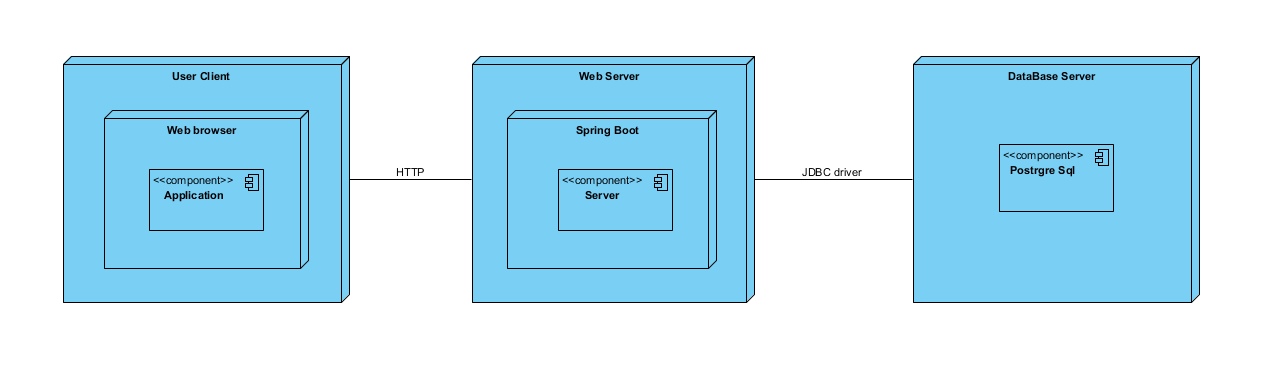 User Client
Web browser
<<component>>
Application
HTTP
Web Server
Spring Boot
<<component>>
Server
JDBC driver
DataBase Server
<<component>>
Postrgre Sql